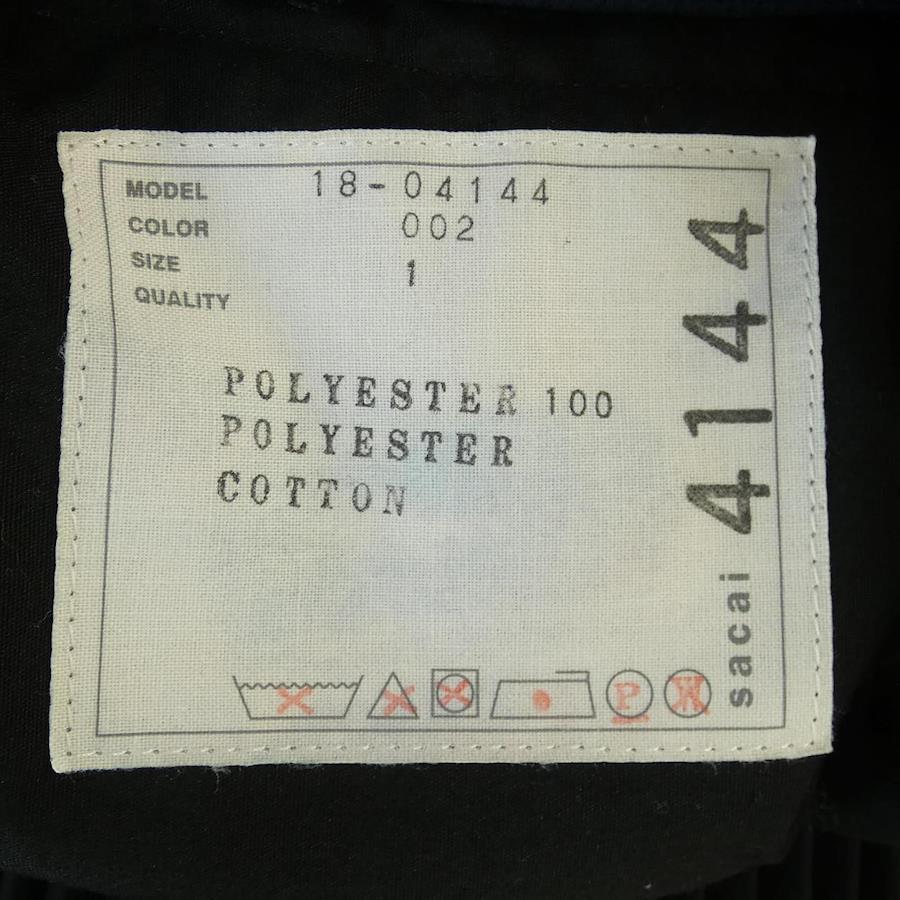 MODEL 18-04144
COLOR 002
SIZE 1
QUALITY
POLYESTER 100
POLYESTER
COTTON
P W
sacai 4144